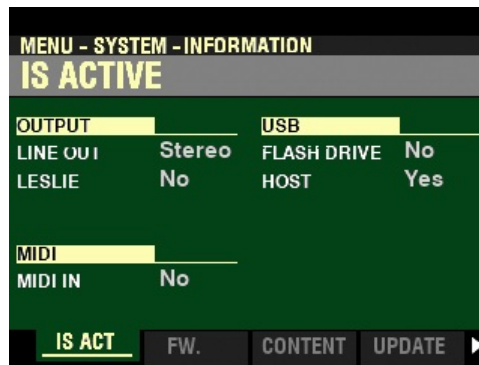 MENU - SYSTEM - INFORMATION
IS ACTIVE
OUTPUT
LINE OUT Stereo
LESLIE No
USB
FLASH DRIVE No
HOST Yes
MIDI
MIDI IN No
IS ACT FW. CONTENT UPDATE